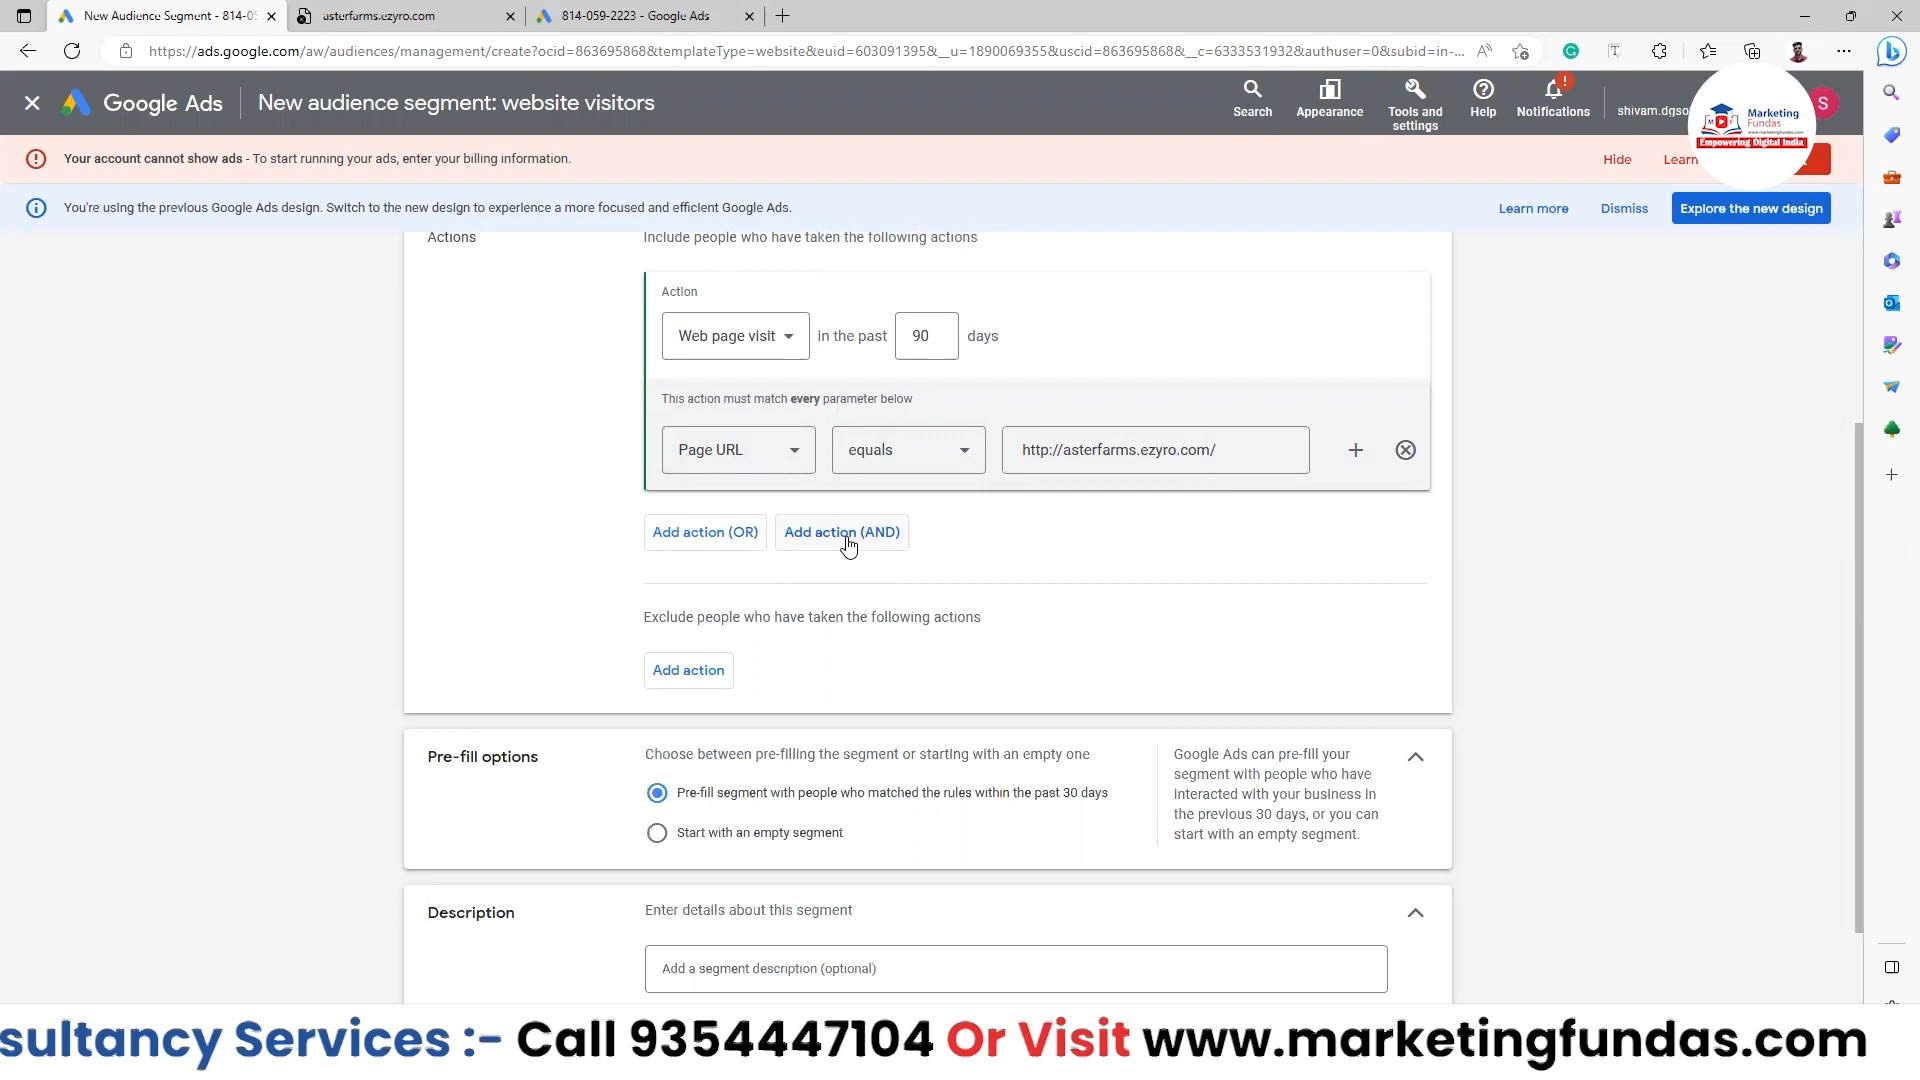 New Audience Segment - 814-05
asterfarms.ezyro.com
814-059-2223 - Google Ads
https://ads.google.com/aw/audiences/management/create?ocid=863695868&templateType=website&euid=603091395&__u=1890069355&uscid=863695868&__c=6333531932&authuser=0&subid=in-...
Google Ads
New audience segment: website visitors
Search
Appearance
Tools and
settings
Help
Notifications
shivam.dgso
S
Marketing
Fundas
www.marketingfundas.com
Empowering Digital India
Your account cannot show ads - To start running your ads, enter your billing information.
Hide
Learn
You're using the previous Google Ads design. Switch to the new design to experience a more focused and efficient Google Ads.
Learn more
Dismiss
Explore the new design
Actions
Include people who have taken the following actions
Action
Web page visit
in the past
90
days
This action must match every parameter below
Page URL
equals
http://asterfarms.ezyro.com/
Add action (OR)
Add action (AND)
Exclude people who have taken the following actions
Add action
Pre-fill options
Choose between pre-filling the segment or starting with an empty one
Pre-fill segment with people who matched the rules within the past 30 days
Start with an empty segment
Google Ads can pre-fill your
segment with people who have
interacted with your business in
the previous 30 days, or you can
start with an empty segment.
Description
Enter details about this segment
Add a segment description (optional)
sultancy Services :- Call 9354447104 Or Visit www.marketingfundas.com